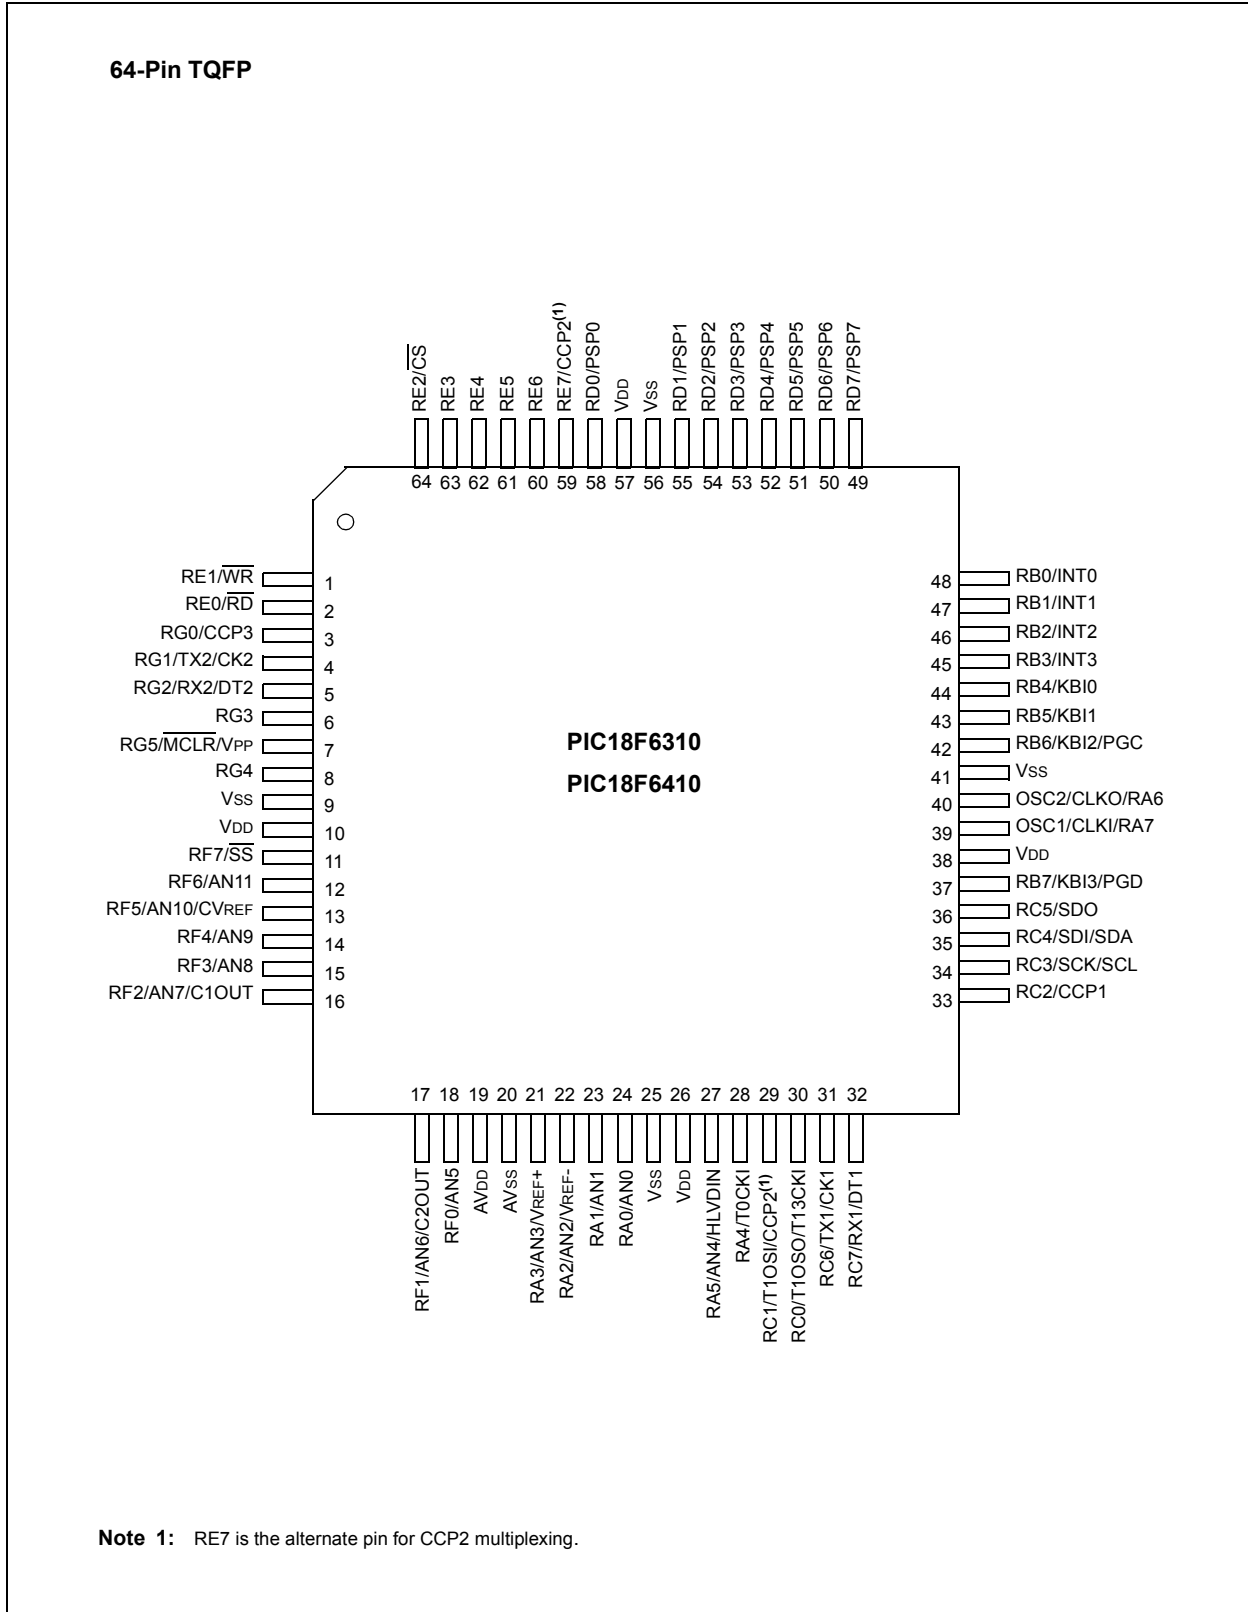 64-Pin TQFP
RE2/CS
RE3
RE4
RE5
RE6
RE7/CCP2(1)
RD0/PSP0
VDD
VSS
RD1/PSP1
RD2/PSP2
RD3/PSP3
RD4/PSP4
RD5/PSP5
RD6/PSP6
RD7/PSP7
64 63 62 61 60 59 58 57 56 55 54 53 52 51 50 49
RE1/WR 1
RE0/RD 2
RG0/CCP3 3
RG1/TX2/CK2 4
RG2/RX2/DT2 5
RG3 6
RG5/MCLR/VPP 7
RG4 8
VSS 9
VDD 10
RF7/SS 11
RF6/AN11 12
RF5/AN10/CVREF 13
RF4/AN9 14
RF3/AN8 15
RF2/AN7/C1OUT 16
PIC18F6310
PIC18F6410
48 RB0/INT0
47 RB1/INT1
46 RB2/INT2
45 RB3/INT3
44 RB4/KBI0
43 RB5/KBI1
42 RB6/KBI2/PGC
41 VSS
40 OSC2/CLKO/RA6
39 OSC1/CLKI/RA7
38 VDD
37 RB7/KBI3/PGD
36 RC5/SDO
35 RC4/SDI/SDA
34 RC3/SCK/SCL
33 RC2/CCP1
17 18 19 20 21 22 23 24 25 26 27 28 29 30 31 32
RF1/AN6/C2OUT
RF0/AN5
AVDD
AVSS
RA3/AN3/VREF+
RA2/AN2/VREF-
RA1/AN1
RA0/AN0
VSS
VDD
RA5/AN4/HLVDIN
RA4/T0CKI
RC1/T1OSI/CCP2(1)
RC0/T1OSO/T13CKI
RC6/TX1/CK1
RC7/RX1/DT1
Note 1: RE7 is the alternate pin for CCP2 multiplexing.